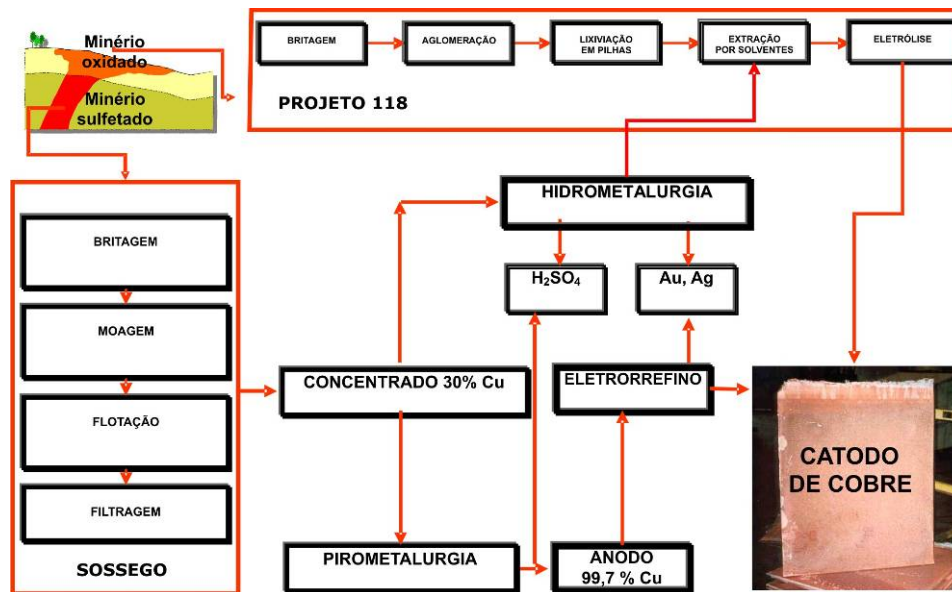 Minério
oxidado
Minério
sulfetado
BRITAGEM
AGLOMERAÇÃO
LIXIVIAÇÃO
EM PILHAS
EXTRAÇÃO
POR SOLVENTES
ELETRÓLISE
PROJETO 118
HIDROMETALURGIA
BRITAGEM
H₂SO₄
Au, Ag
MOAGEM
CONCENTRADO 30% Cu
ELETRORREFINO
FLOTAÇÃO
CATODO
DE COBRE
FILTRAGEM
SOSSEGO
PIROMETALURGIA
ANODO
99,7 % Cu